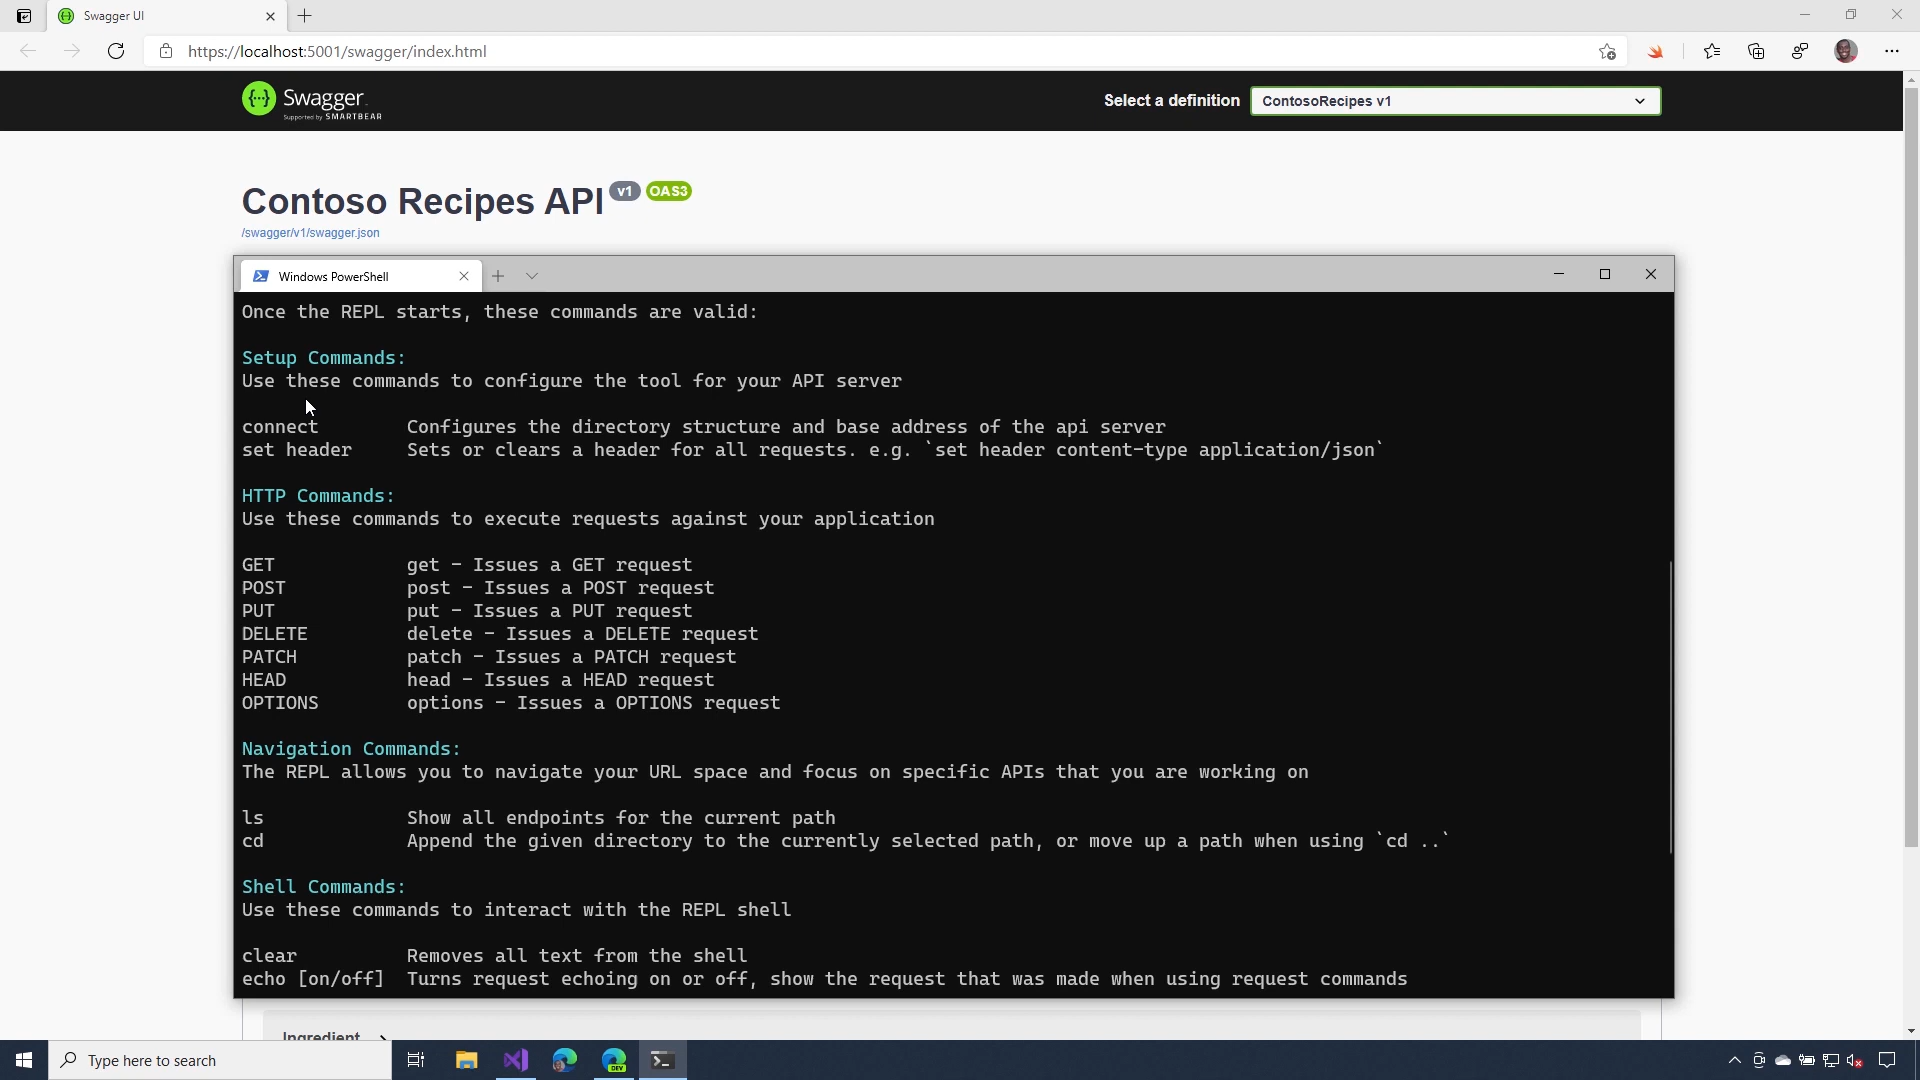 Swagger UI
https://localhost:5001/swagger/index.html
Swagger
Supported by SMARTBEAR
Select a definition
ContosoRecipes v1
Contoso Recipes API v1 OAS3
/swagger/v1/swagger.json
Windows PowerShell
Once the REPL starts, these commands are valid:
Setup Commands:
Use these commands to configure the tool for your API server
connect Configures the directory structure and base address of the api server
set header Sets or clears a header for all requests. e.g. `set header content-type application/json`
HTTP Commands:
Use these commands to execute requests against your application
GET get - Issues a GET request
POST post - Issues a POST request
PUT put - Issues a PUT request
DELETE delete - Issues a DELETE request
PATCH patch - Issues a PATCH request
HEAD head - Issues a HEAD request
OPTIONS options - Issues a OPTIONS request
Navigation Commands:
The REPL allows you to navigate your URL space and focus on specific APIs that you are working on
ls Show all endpoints for the current path
cd Append the given directory to the currently selected path, or move up a path when using `cd ..`
Shell Commands:
Use these commands to interact with the REPL shell
clear Removes all text from the shell
echo [on/off] Turns request echoing on or off, show the request that was made when using request commands
Ingredient
Type here to search
DEV